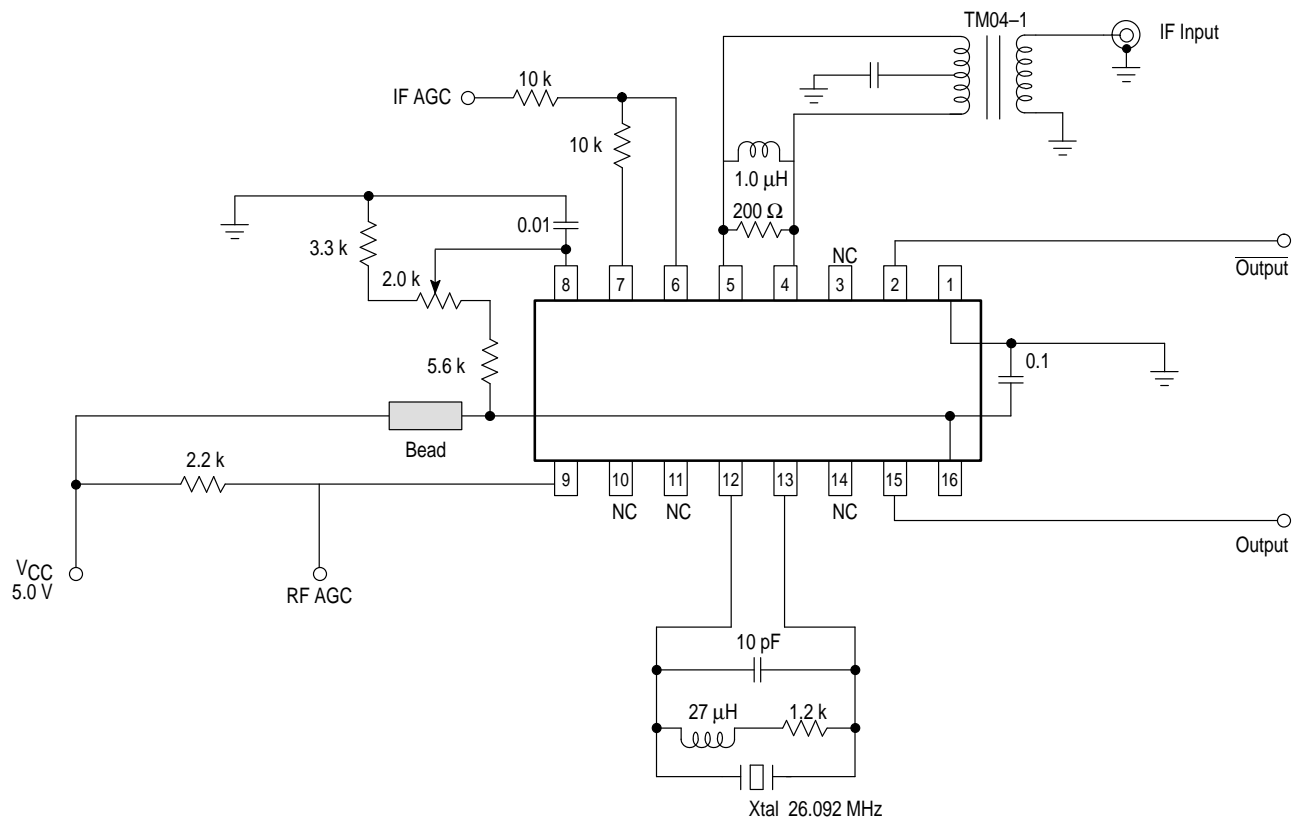 TM04–1
IF Input
10 k
IF AGC
10 k
1.0 µH
200 Ω
0.01
3.3 k
2.0 k
NC
Output
8
7
6
5
4
3
2
1
5.6 k
0.1
Bead
2.2 k
9
10
11
12
13
14
15
16
NC
NC
NC
Output
VCC
5.0 V
RF AGC
10 pF
27 µH
1.2 k
Xtal 26.092 MHz